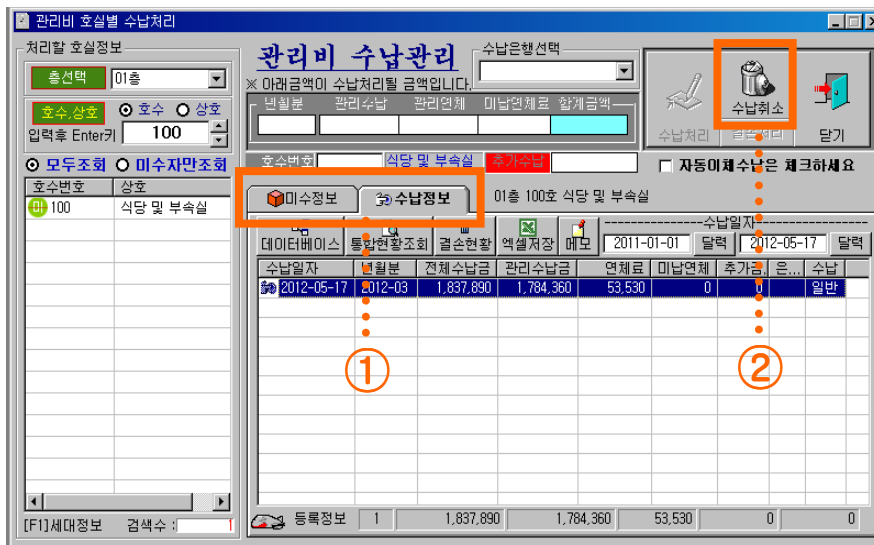 관리비 호실별 수납처리
처리할 호실정보
층선택 01층
호수,상호 호수 상호
입력후 Enter키 100
모두조회 미수자만조회
호수번호 상호
100 식당 및 부속실
[F1]세대정보 검색수 : 1
관리비 수납관리
수납은행선택
※ 아래금액이 수납처리될 금액입니다.
년월분 관리수납 관리연체 미납연체료 합계금액
수납처리 수납취소 결손처리 닫기
호수번호 식당 및 부속실 추가수납
자동이체수납은 체크하세요
미수정보 수납정보 01층 100호 식당 및 부속실
데이터베이스 통합현황조회 결손현황 엑셀저장 메모
수납일자
2011-01-01 달력 2012-05-17 달력
수납일자 년월분 전체수납금 관리수납금 연체료 미납연체 추가금, 은... 수납
2012-05-17 2012-03 1,837,890 1,784,360 53,530 0 0 일반
① ②
등록정보 1 1,837,890 1,784,360 53,530 0 0